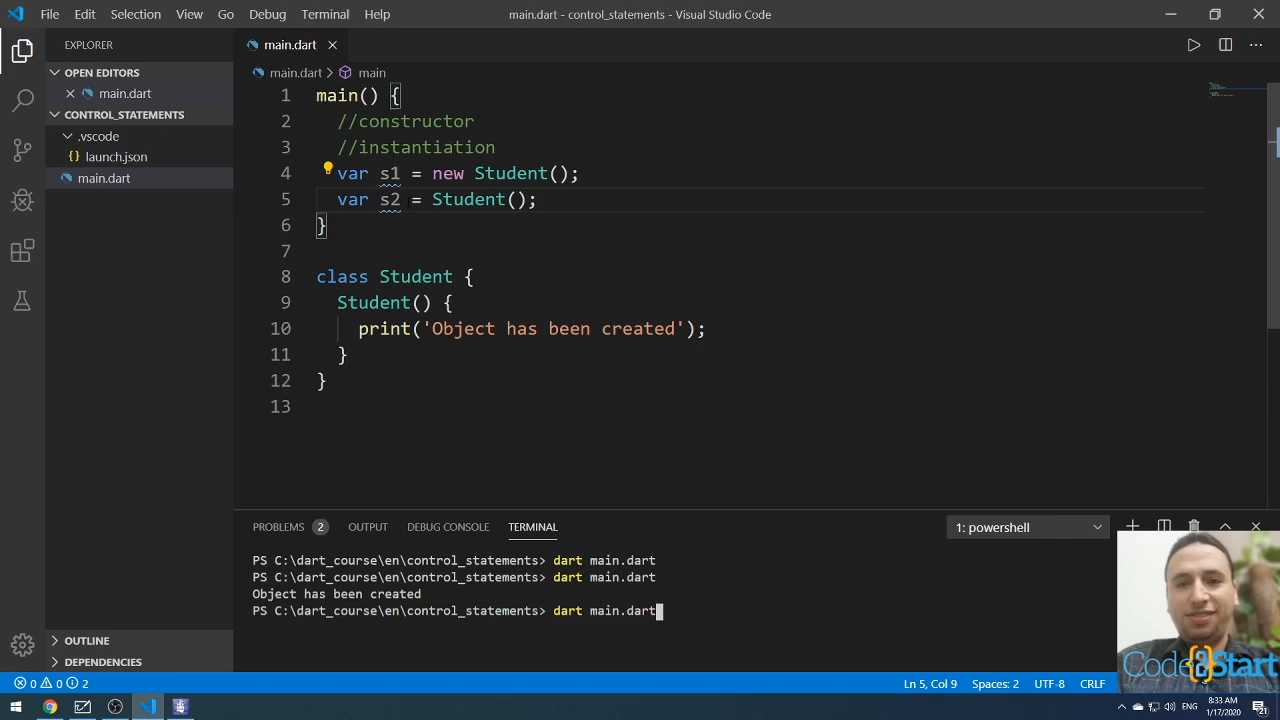 File Edit Selection View Go Debug Terminal Help
main.dart - control_statements - Visual Studio Code
EXPLORER
OPEN EDITORS
main.dart
CONTROL_STATEMENTS
.vscode
launch.json
main.dart
OUTLINE
DEPENDENCIES
main.dart
main.dart > main
1 main() {
2 //constructor
3 //instantiation
4 var s1 = new Student();
5 var s2 = Student();
6 }
7
8 class Student {
9 Student() {
10 print('Object has been created');
11 }
12 }
13
PROBLEMS 2 OUTPUT DEBUG CONSOLE TERMINAL
1: powershell
PS C:\dart_course\en\control_statements> dart main.dart
PS C:\dart_course\en\control_statements> dart main.dart
Object has been created
PS C:\dart_course\en\control_statements> dart main.dart
Code2Start
0 0 2
Ln 5, Col 9 Spaces: 2 UTF-8 CRLF
ENG
8:33 AM
1/17/2020